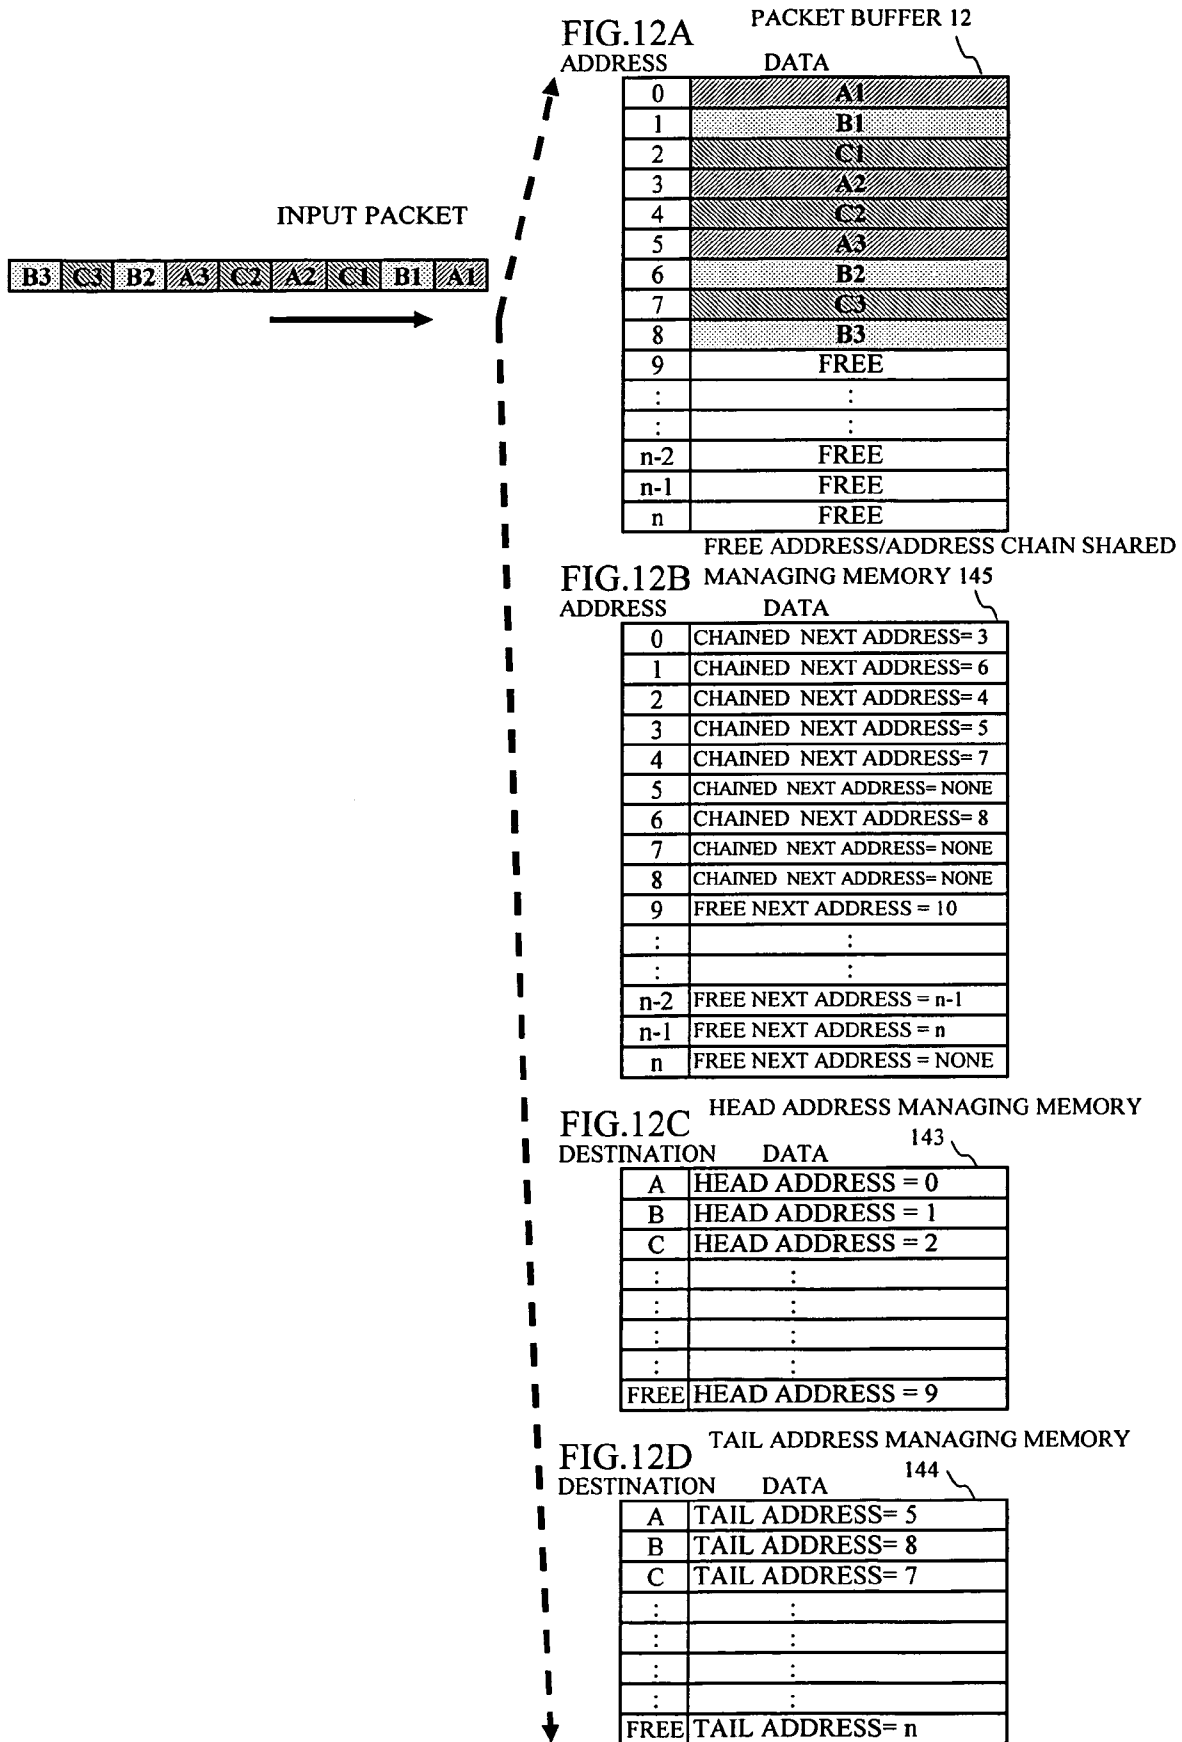 PACKET BUFFER 12
FIG.12A
ADDRESS DATA
0 A1
1 B1
2 C1
3 A2
4 C2
5 A3
6 B2
7 C3
8 B3
9 FREE
: :
: :
n-2 FREE
n-1 FREE
n FREE
INPUT PACKET
B3 C3 B2 A3 C2 A2 C1 B1 A1
FREE ADDRESS/ADDRESS CHAIN SHARED
FIG.12B MANAGING MEMORY 145
ADDRESS DATA
0 CHAINED NEXT ADDRESS= 3
1 CHAINED NEXT ADDRESS= 6
2 CHAINED NEXT ADDRESS= 4
3 CHAINED NEXT ADDRESS= 5
4 CHAINED NEXT ADDRESS= 7
5 CHAINED NEXT ADDRESS= NONE
6 CHAINED NEXT ADDRESS= 8
7 CHAINED NEXT ADDRESS= NONE
8 CHAINED NEXT ADDRESS= NONE
9 FREE NEXT ADDRESS = 10
: :
: :
n-2 FREE NEXT ADDRESS = n-1
n-1 FREE NEXT ADDRESS = n
n FREE NEXT ADDRESS = NONE
HEAD ADDRESS MANAGING MEMORY
FIG.12C 143
DESTINATION DATA
A HEAD ADDRESS = 0
B HEAD ADDRESS = 1
C HEAD ADDRESS = 2
: :
: :
: :
: :
FREE HEAD ADDRESS = 9
TAIL ADDRESS MANAGING MEMORY
FIG.12D 144
DESTINATION DATA
A TAIL ADDRESS= 5
B TAIL ADDRESS= 8
C TAIL ADDRESS= 7
: :
: :
: :
: :
FREE TAIL ADDRESS= n